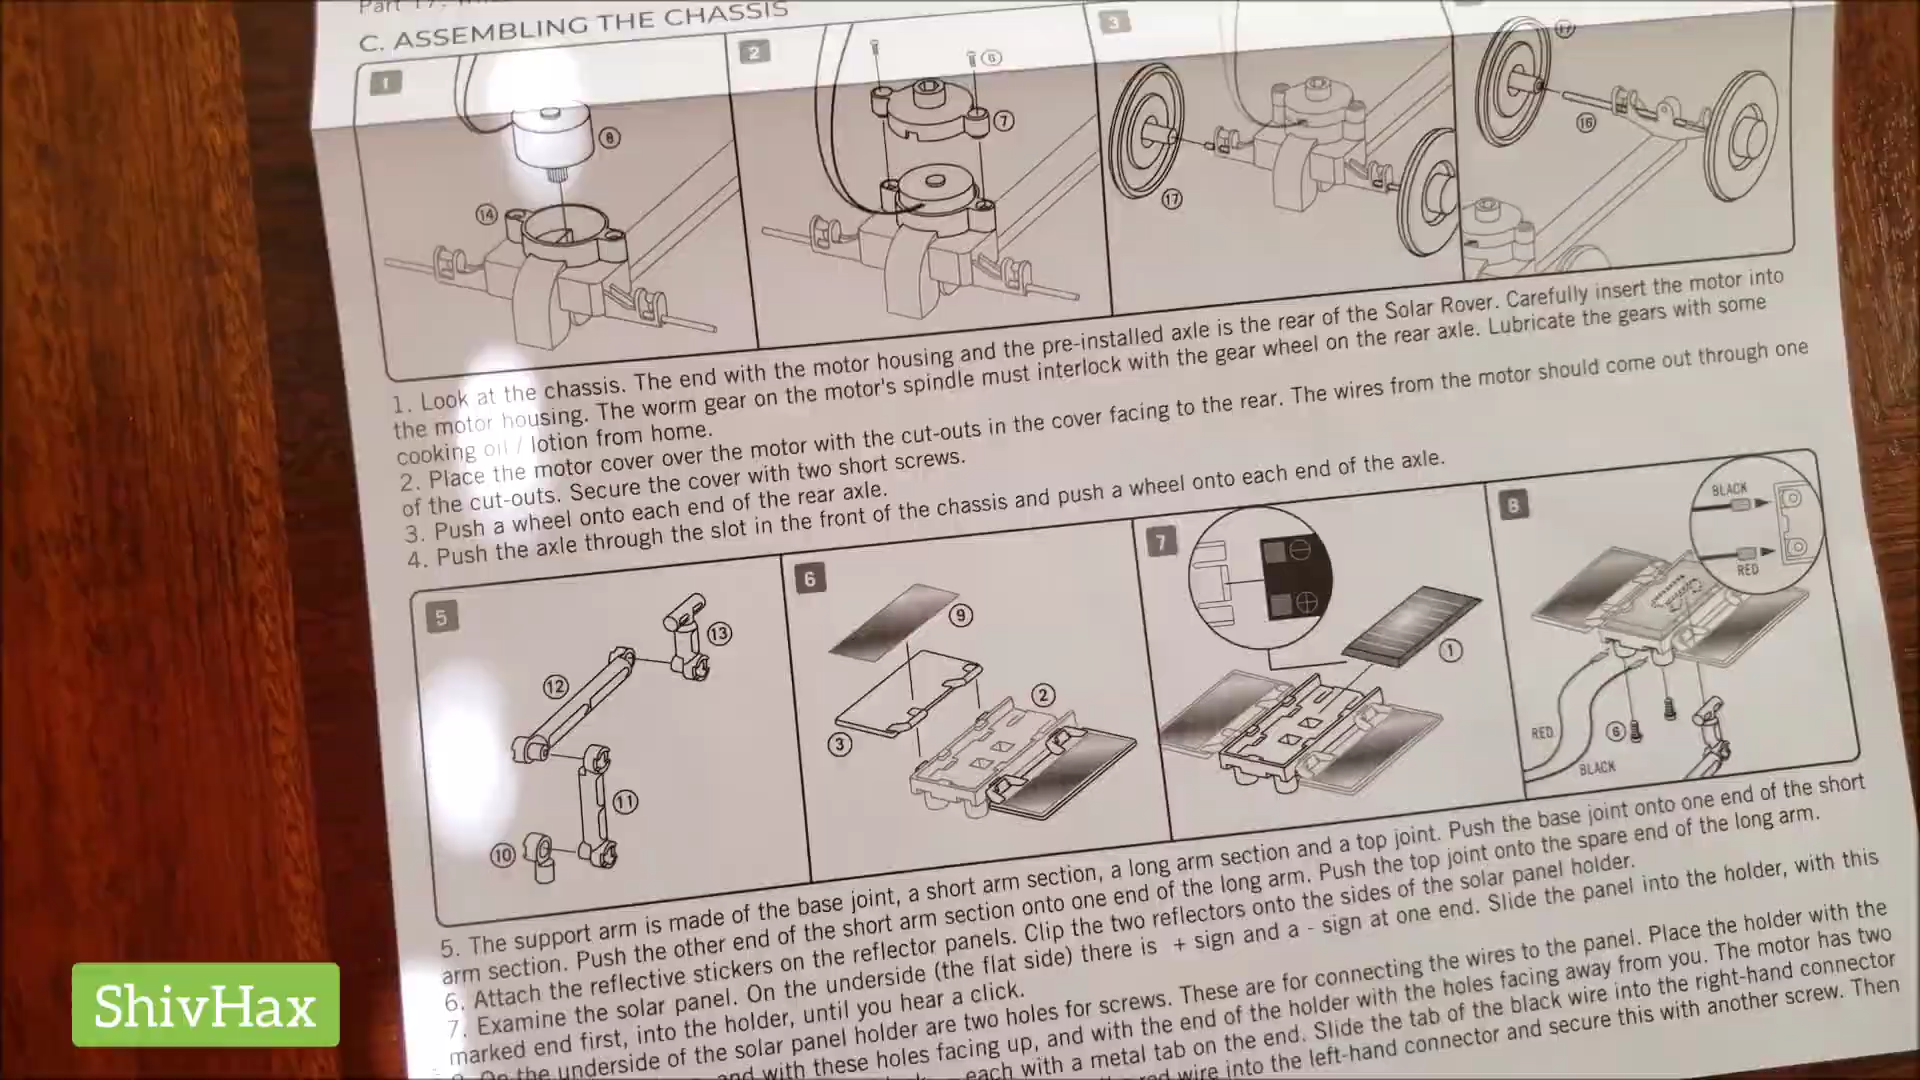 Part 17:
C. ASSEMBLING THE CHASSIS
1
8
14
2
6
7
3
17
17
16
1. Look at the chassis. The end with the motor housing and the pre-installed axle is the rear of the Solar Rover. Carefully insert the motor into
the motor housing. The worm gear on the motor's spindle must interlock with the gear wheel on the rear axle. Lubricate the gears with some
cooking oil / lotion from home.
2. Place the motor cover over the motor with the cut-outs in the cover facing to the rear. The wires from the motor should come out through one
of the cut-outs. Secure the cover with two short screws.
3. Push a wheel onto each end of the rear axle.
4. Push the axle through the slot in the front of the chassis and push a wheel onto each end of the axle.
5
13
12
11
10
6
9
2
3
7
1
8
BLACK
RED
RED
6
BLACK
5. The support arm is made of the base joint, a short arm section, a long arm section and a top joint. Push the base joint onto one end of the short
arm section. Push the other end of the short arm section onto one end of the long arm. Push the top joint onto the spare end of the long arm.
6. Attach the reflective stickers on the reflector panels. Clip the two reflectors onto the sides of the solar panel holder.
7. Examine the solar panel. On the underside (the flat side) there is + sign and a - sign at one end. Slide the panel into the holder, with this
marked end first, into the holder, until you hear a click.
On the underside of the solar panel holder are two holes for screws. These are for connecting the wires to the panel. Place the holder with the
and with these holes facing up, and with the end of the holder with the holes facing away from you. The motor has two
each with a metal tab on the end. Slide the tab of the black wire into the right-hand connector
wire into the left-hand connector and secure this with another screw. Then
ShivHax